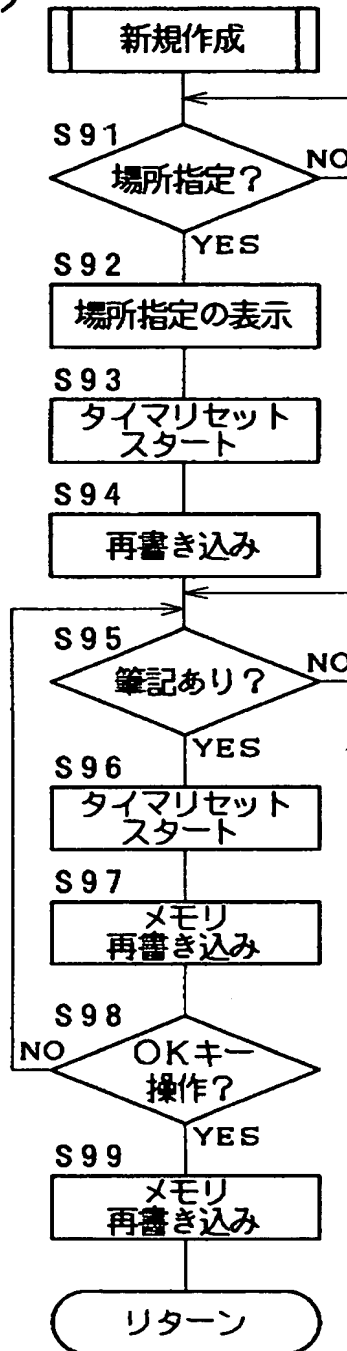 新規作成
S91
場所指定？
NO
YES
S92
場所指定の表示
S93
タイマリセット
スタート
S94
再書き込み
S95
筆記あり？
NO
YES
S96
タイマリセット
スタート
S97
メモリ
再書き込み
S98
OKキー
操作？
NO
YES
S99
メモリ
再書き込み
リターン